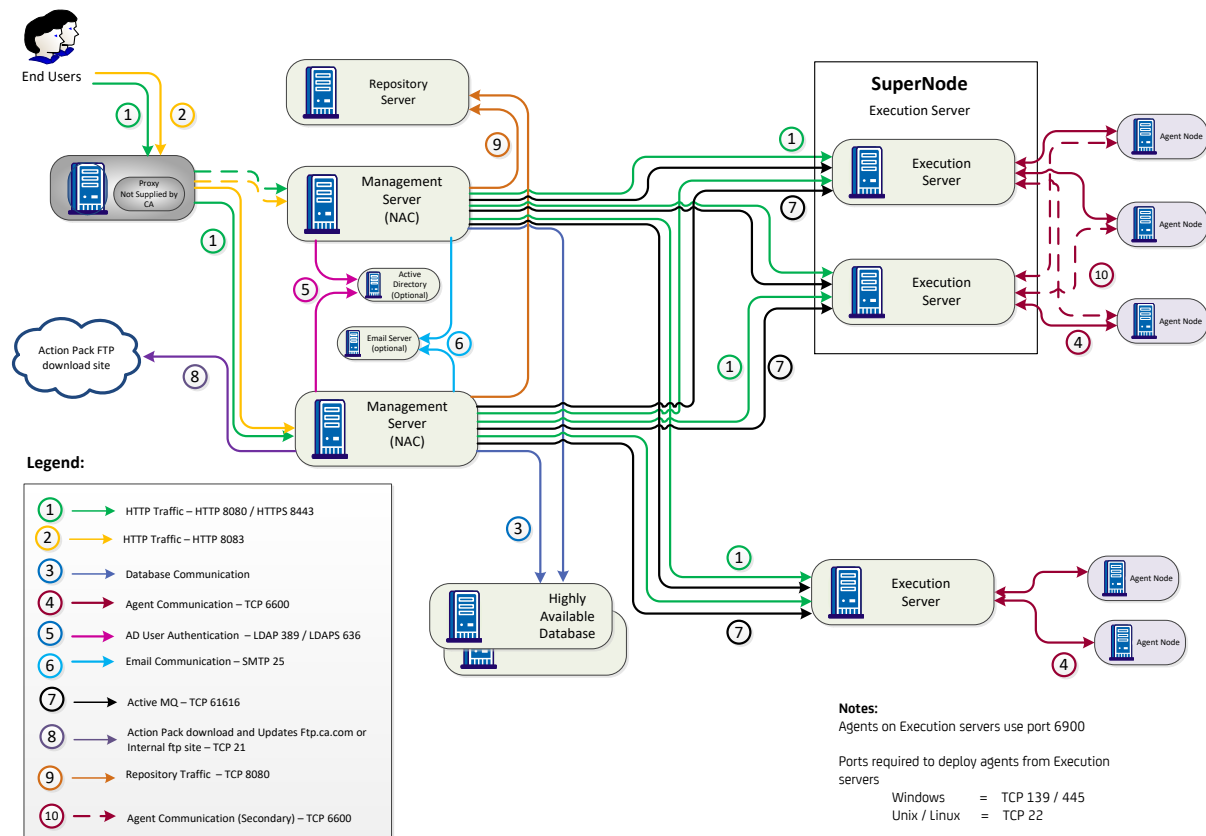 End Users
1
2
Proxy
Not Supplied by
CA
1
Repository
Server
9
Management
Server
(NAC)
5
Active
Directory
(Optional)
Email Server
(optional)
6
Action Pack FTP
download site
8
Management
Server
(NAC)
3
Highly
Available
Database
SuperNode
Execution Server
1
Execution
Server
7
Execution
Server
1
7
Agent Node
Agent Node
10
Agent Node
4
1
Execution
Server
7
Agent Node
Agent Node
4
Legend:
1 HTTP Traffic – HTTP 8080 / HTTPS 8443
2 HTTP Traffic – HTTP 8083
3 Database Communication
4 Agent Communication – TCP 6600
5 AD User Authentication – LDAP 389 / LDAPS 636
6 Email Communication – SMTP 25
7 Active MQ – TCP 61616
8 Action Pack download and Updates Ftp.ca.com or
Internal ftp site – TCP 21
9 Repository Traffic – TCP 8080
10 Agent Communication (Secondary) – TCP 6600
Notes:
Agents on Execution servers use port 6900
Ports required to deploy agents from Execution
servers
Windows = TCP 139 / 445
Unix / Linux = TCP 22